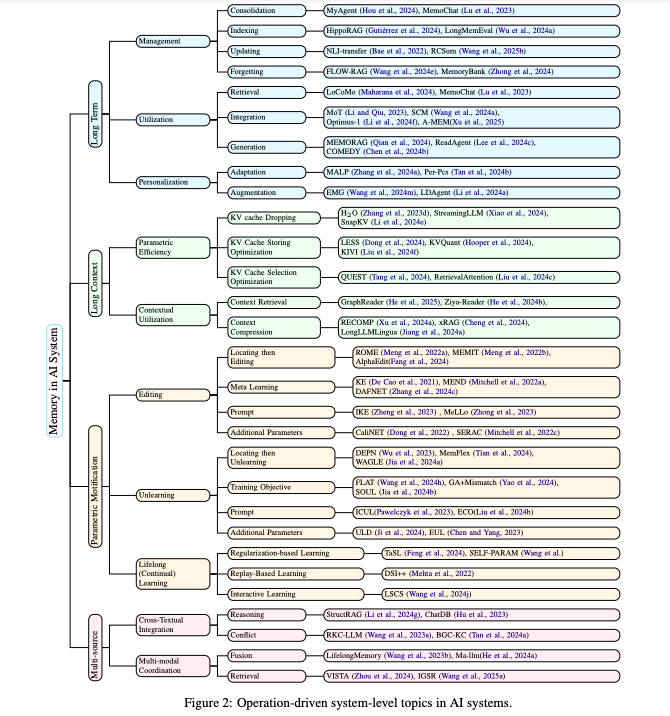 Memory in AI System
Long Term
Management
Consolidation
MyAgent (Hou et al., 2024), MemoChat (Lu et al., 2023)
Indexing
HippoRAG (Gutiérrez et al., 2024), LongMemEval (Wu et al., 2024a)
Updating
NLI-transfer (Bae et al., 2022), RCSum (Wang et al., 2025b)
Forgetting
FLOW-RAG (Wang et al., 2024e), MemoryBank (Zhong et al., 2024)
Utilization
Retrieval
LoCoMo (Maharana et al., 2024), MemoChat (Lu et al., 2023)
Integration
MoT (Li and Qiu, 2023), SCM (Wang et al., 2024a),
Optimus-1 (Li et al., 2024f), A-MEM(Xu et al., 2025)
Generation
MEMORAG (Qian et al., 2024), ReadAgent (Lee et al., 2024c),
COMEDY (Chen et al., 2024b)
Personalization
Adaptation
MALP (Zhang et al., 2024a), Per-Pcs (Tan et al., 2024b)
Augmentation
EMG (Wang et al., 2024m), LDAgent (Li et al., 2024a)
Long Context
Parametric
Efficiency
KV cache Dropping
H₂O (Zhang et al., 2023d), StreamingLLM (Xiao et al., 2024),
SnapKV (Li et al., 2024e)
KV Cache Storing
Optimization
LESS (Dong et al., 2024), KVQuant (Hooper et al., 2024),
KIVI (Liu et al., 2024f)
KV Cache Selection
Optimization
QUEST (Tang et al., 2024), RetrievalAttention (Liu et al., 2024c)
Contextual
Utilization
Context Retrieval
GraphReader (He et al., 2025), Ziya-Reader (He et al., 2024b),
Context
Compression
RECOMP (Xu et al., 2024a), xRAG (Cheng et al., 2024),
LongLLMLingua (Jiang et al., 2024a)
Parametric Motification
Editing
Locating then
Editing
ROME (Meng et al., 2022a), MEMIT (Meng et al., 2022b),
AlphaEdit(Fang et al., 2024)
Meta Learning
KE (De Cao et al., 2021), MEND (Mitchell et al., 2022a),
DAFNET (Zhang et al., 2024c)
Prompt
IKE (Zheng et al., 2023) , MeLLo (Zhong et al., 2023)
Additional Parameters
CaliNET (Dong et al., 2022) , SERAC (Mitchell et al., 2022c)
Unlearning
Locating then
Unlearning
DEPN (Wu et al., 2023), MemFlex (Tian et al., 2024),
WAGLE (Jia et al., 2024a)
Training Objective
FLAT (Wang et al., 2024h), GA+Mismatch (Yao et al., 2024),
SOUL (Jia et al., 2024b)
Prompt
ICUL(Pawelczyk et al., 2023), ECO(Liu et al., 2024b)
Additional Parameters
ULD (Ji et al., 2024), EUL (Chen and Yang, 2023)
Lifelong
(Continual)
Learning
Regularization-based Learning
TaSL (Feng et al., 2024), SELF-PARAM (Wang et al.)
Replay-Based Learning
DSI++ (Mehta et al., 2022)
Interactive Learning
LSCS (Wang et al., 2024j)
Multi-source
Cross-Textual
Integration
Reasoning
StructRAG (Li et al., 2024g), ChatDB (Hu et al., 2023)
Conflict
RKC-LLM (Wang et al., 2023a), BGC-KC (Tan et al., 2024a)
Multi-modal
Coordination
Fusion
LifelongMemory (Wang et al., 2023b), Ma-llm(He et al., 2024a)
Retrieval
VISTA (Zhou et al., 2024), IGSR (Wang et al., 2025a)
Figure 2: Operation-driven system-level topics in AI systems.